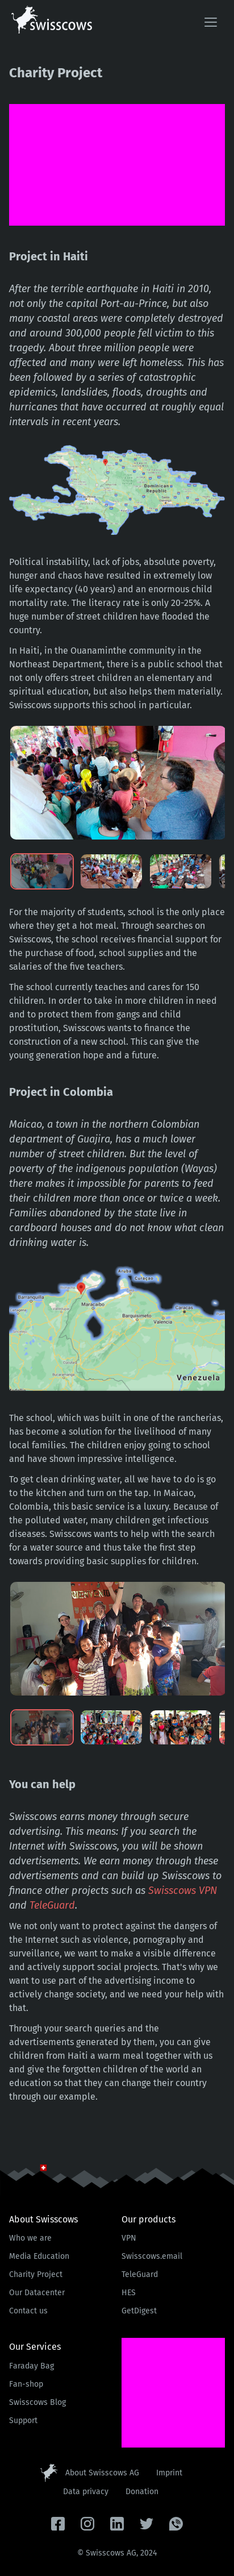 swisscows
Charity Project
Project in Haiti
After the terrible earthquake in Haiti in 2010,
not only the capital Port-au-Prince, but also
many coastal areas were completely destroyed
and around 300,000 people fell victim to this
tragedy. About three million people were
affected and many were left homeless. This has
been followed by a series of catastrophic
epidemics, landslides, floods, droughts and
hurricanes that have occurred at roughly equal
intervals in recent years.
Dominican
Republic
Political instability, lack of jobs, absolute poverty,
hunger and chaos have resulted in extremely low
life expectancy (40 years) and an enormous child
mortality rate. The literacy rate is only 20-25%. A
huge number of street children have flooded the
country.
In Haiti, in the Ouanaminthe community in the
Northeast Department, there is a public school that
not only offers street children an elementary and
spiritual education, but also helps them materially.
Swisscows supports this school in particular.
For the majority of students, school is the only place
where they get a hot meal. Through searches on
Swisscows, the school receives financial support for
the purchase of food, school supplies and the
salaries of the five teachers.
The school currently teaches and cares for 150
children. In order to take in more children in need
and to protect them from gangs and child
prostitution, Swisscows wants to finance the
construction of a new school. This can give the
young generation hope and a future.
Project in Colombia
Maicao, a town in the northern Colombian
department of Guajira, has a much lower
number of street children. But the level of
poverty of the indigenous population (Wayas)
there makes it impossible for parents to feed
their children more than once or twice a week.
Families abandoned by the state live in
cardboard houses and do not know what clean
drinking water is.
Aruba
Curacao
Barranquilla
Maracaibo
Caracas
Barquisimeto
Valencia
Venezuela
The school, which was built in one of the rancherias,
has become a solution for the livelihood of many
local families. The children enjoy going to school
and have shown impressive intelligence.
To get clean drinking water, all we have to do is go
to the kitchen and turn on the tap. In Maicao,
Colombia, this basic service is a luxury. Because of
the polluted water, many children get infectious
diseases. Swisscows wants to help with the search
for a water source and thus take the first step
towards providing basic supplies for children.
You can help
Swisscows earns money through secure
advertising. This means: If you search the
Internet with Swisscows, you will be shown
advertisements. We earn money through these
advertisements and can build up Swisscows to
finance other projects such as Swisscows VPN
and TeleGuard.
We not only want to protect against the dangers of
the Internet such as violence, pornography and
surveillance, we want to make a visible difference
and actively support social projects. That's why we
want to use part of the advertising income to
actively change society, and we need your help with
that.
Through your search queries and the
advertisements generated by them, you can give
children from Haiti a warm meal together with us
and give the forgotten children of the world an
education so that they can change their country
through our example.
About Swisscows
Who we are
Media Education
Charity Project
Our Datacenter
Contact us
Our products
VPN
Swisscows.email
TeleGuard
HES
GetDigest
Our Services
Faraday Bag
Fan-shop
Swisscows Blog
Support
About Swisscows AG
Imprint
Data privacy
Donation
© Swisscows AG, 2024